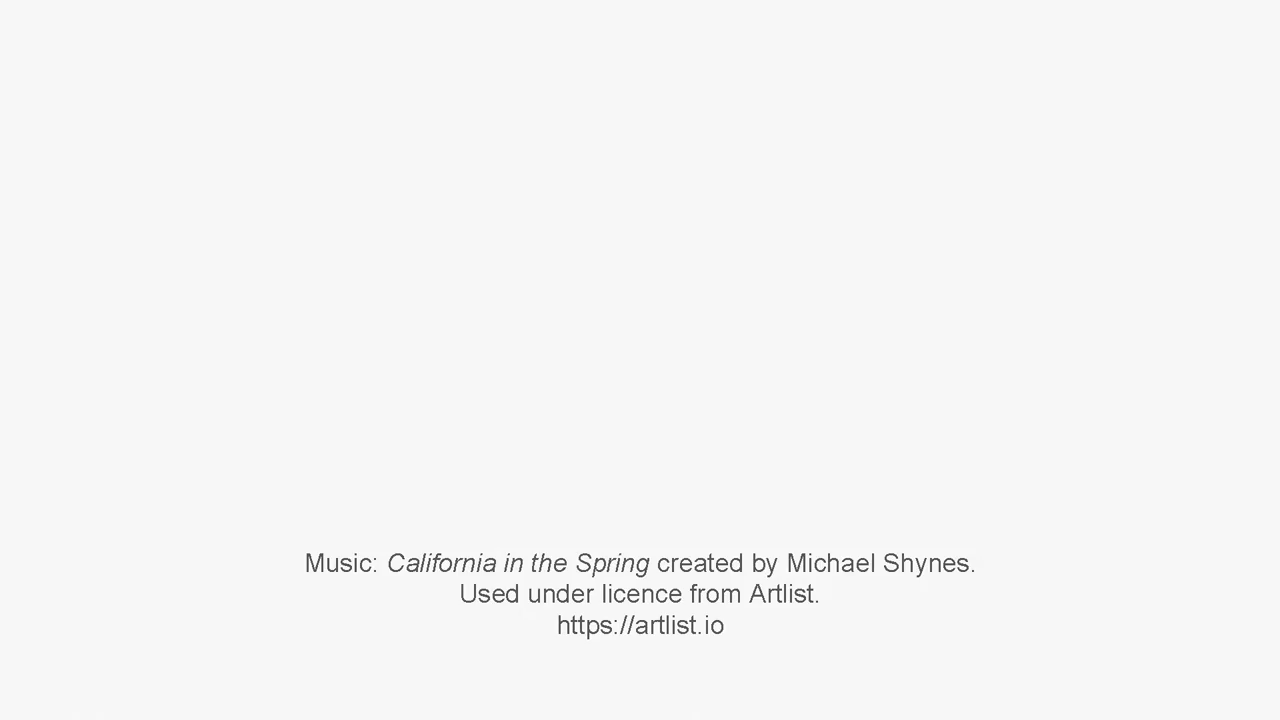 Music: California in the Spring created by Michael Shynes.
Used under licence from Artlist.
https://artlist.io